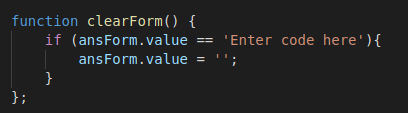 function clearForm() {
    if (ansForm.value == 'Enter code here'){
        ansForm.value = '';
    }
};